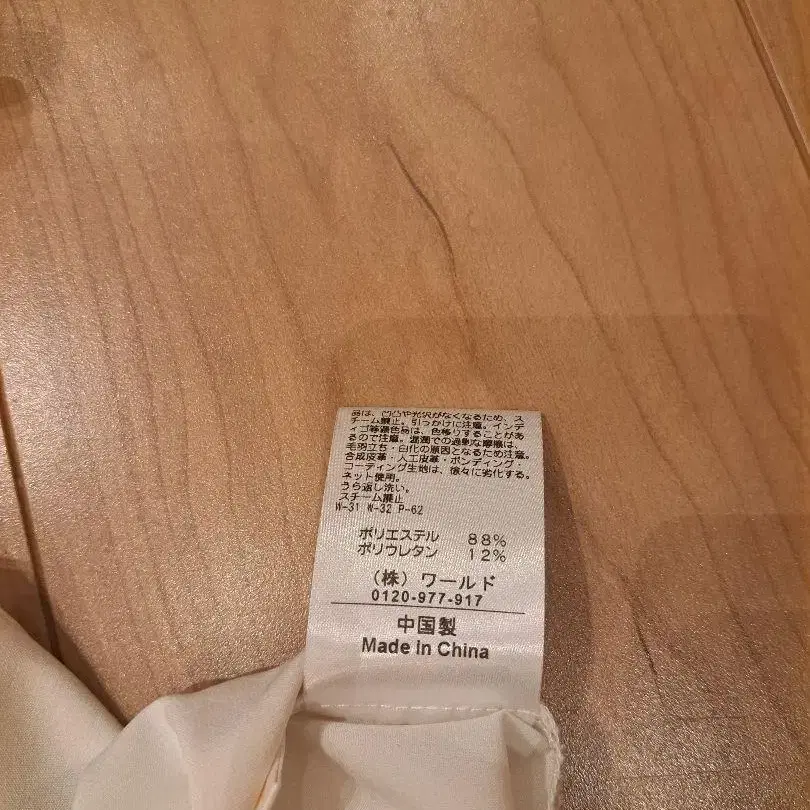 品は、凹凸や光沢がなくなるため、ス
チーム禁止。引っかけに注意。インデ
ィゴ等濃色品は、色移りすることがあ
るので注意。湿潤での過剰な摩擦は、
毛羽立ち・白化の原因となるため注意。
合成皮革・人工皮革・ボンディング・
コーティング生地は、徐々に劣化する。
ネット使用。
うら返し洗い。
スチーム禁止
W-31 W-32 P-62
ポリエステル 88%
ポリウレタン 12%
(株) ワールド
0120-977-917
中国製
Made in China